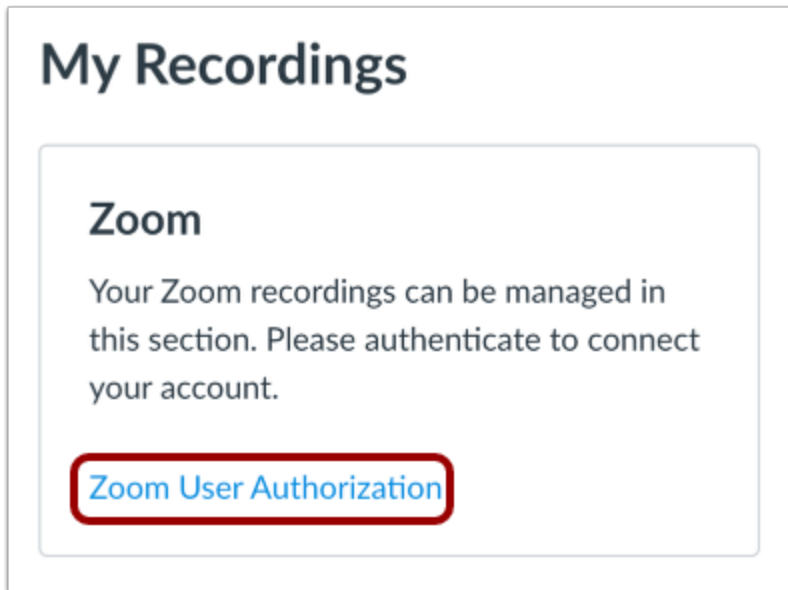 My Recordings
Zoom
Your Zoom recordings can be managed in
this section. Please authenticate to connect
your account.
Zoom User Authorization